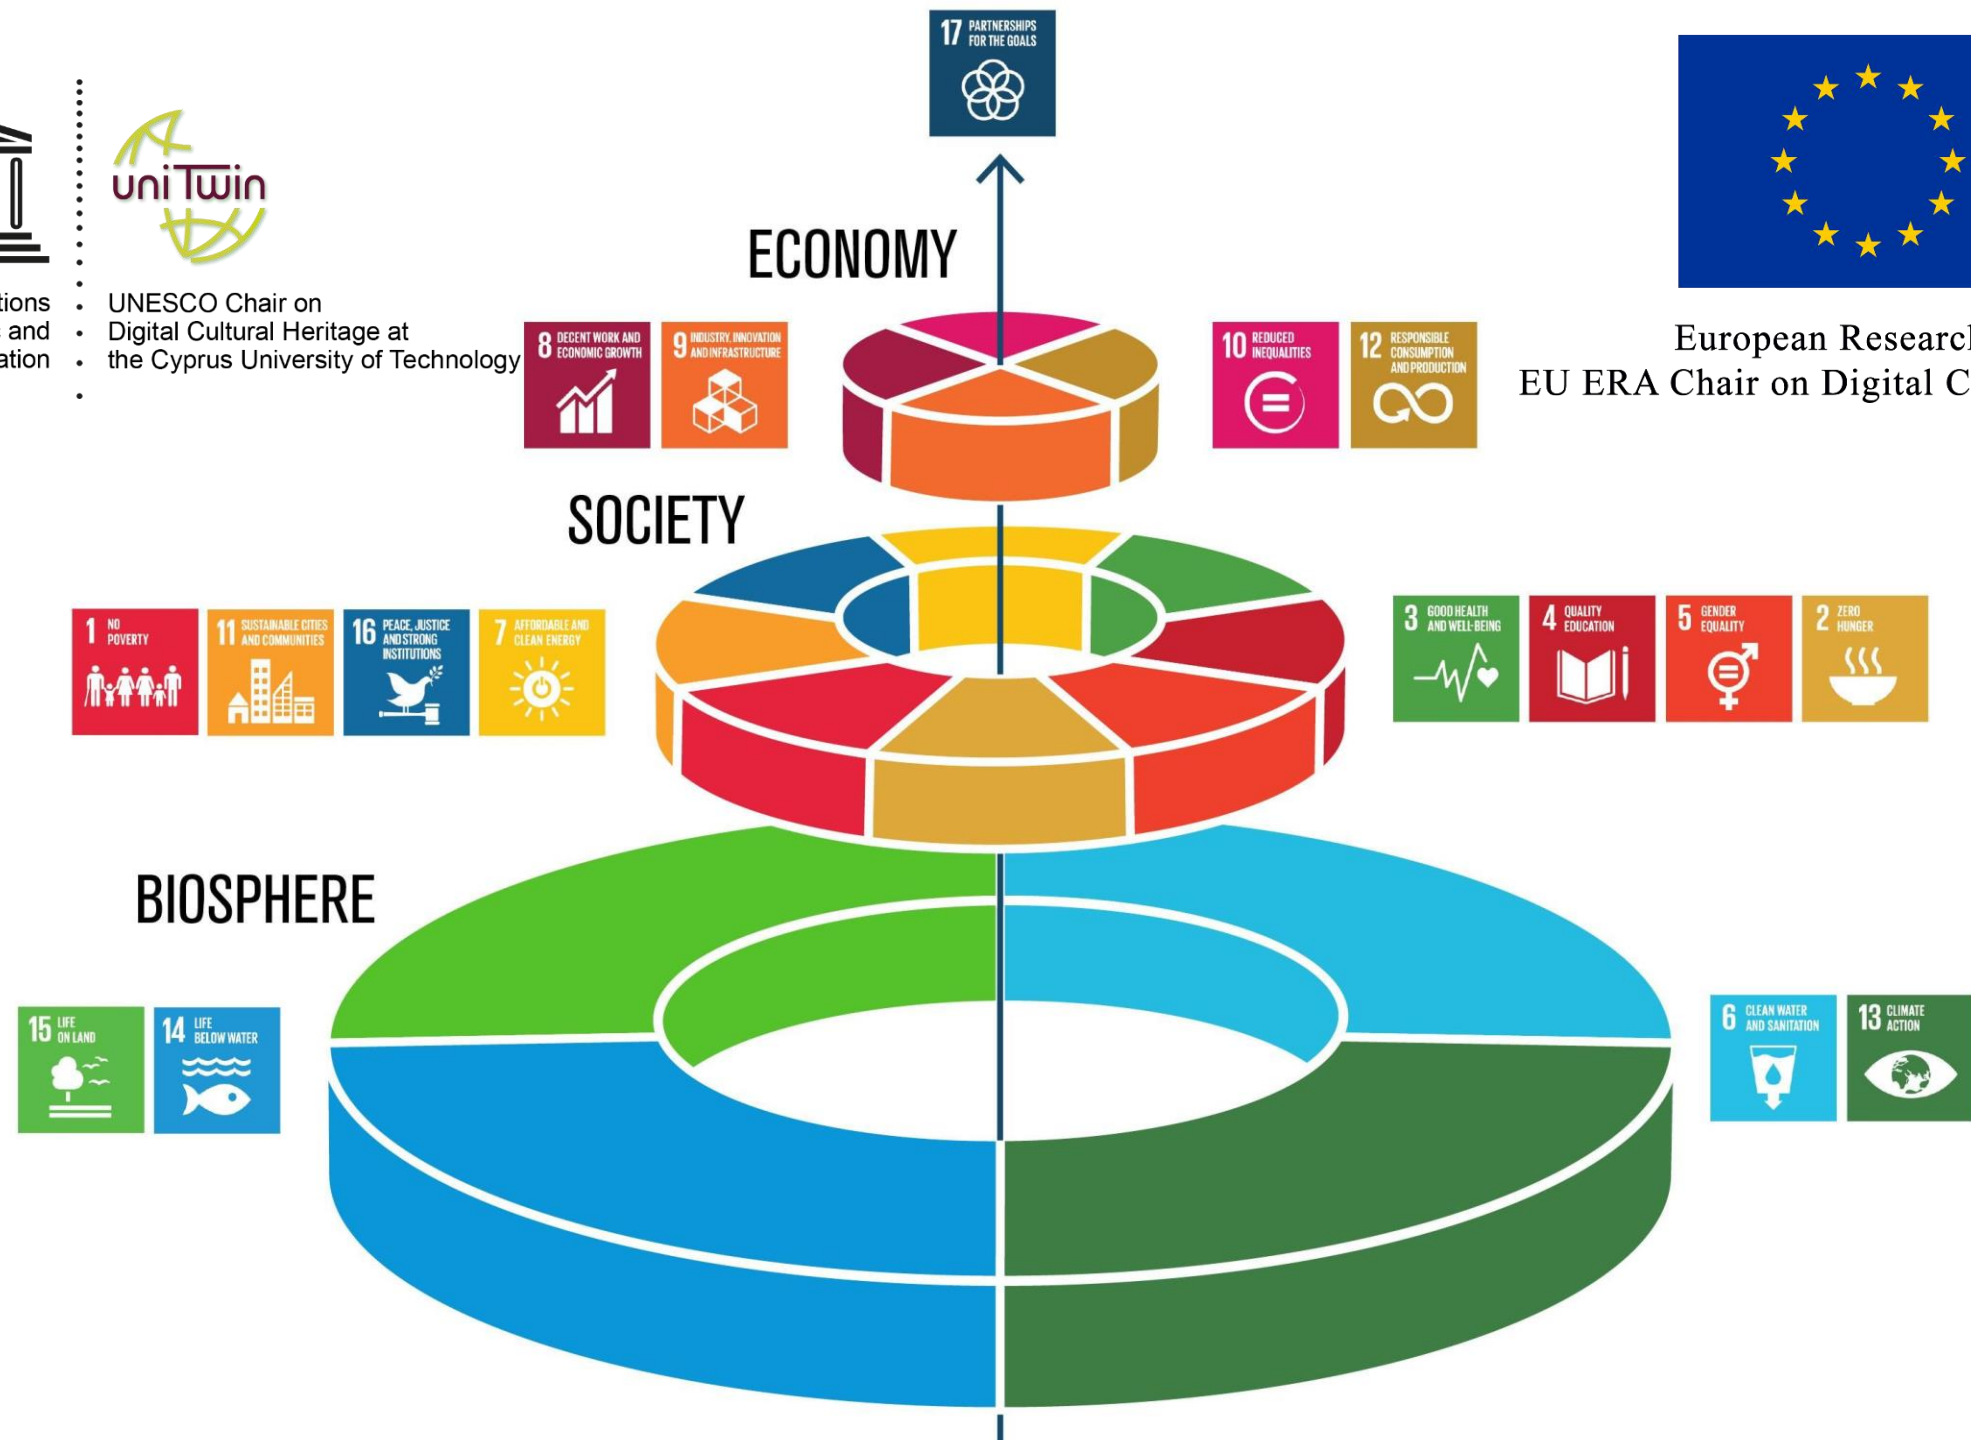 17 PARTNERSHIPS
FOR THE GOALS
uniTwin
UNESCO Chair on
Digital Cultural Heritage at
the Cyprus University of Technology
and
European Research
EU ERA Chair on Digital C
ECONOMY
8 DECENT WORK AND
ECONOMIC GROWTH
9 INDUSTRY, INNOVATION
AND INFRASTRUCTURE
10 REDUCED
INEQUALITIES
12 RESPONSIBLE
CONSUMPTION
AND PRODUCTION
SOCIETY
1 NO
POVERTY
11 SUSTAINABLE CITIES
AND COMMUNITIES
16 PEACE, JUSTICE
AND STRONG
INSTITUTIONS
7 AFFORDABLE AND
CLEAN ENERGY
3 GOOD HEALTH
AND WELL-BEING
4 QUALITY
EDUCATION
5 GENDER
EQUALITY
2 ZERO
HUNGER
BIOSPHERE
15 LIFE
ON LAND
14 LIFE
BELOW WATER
6 CLEAN WATER
AND SANITATION
13 CLIMATE
ACTION